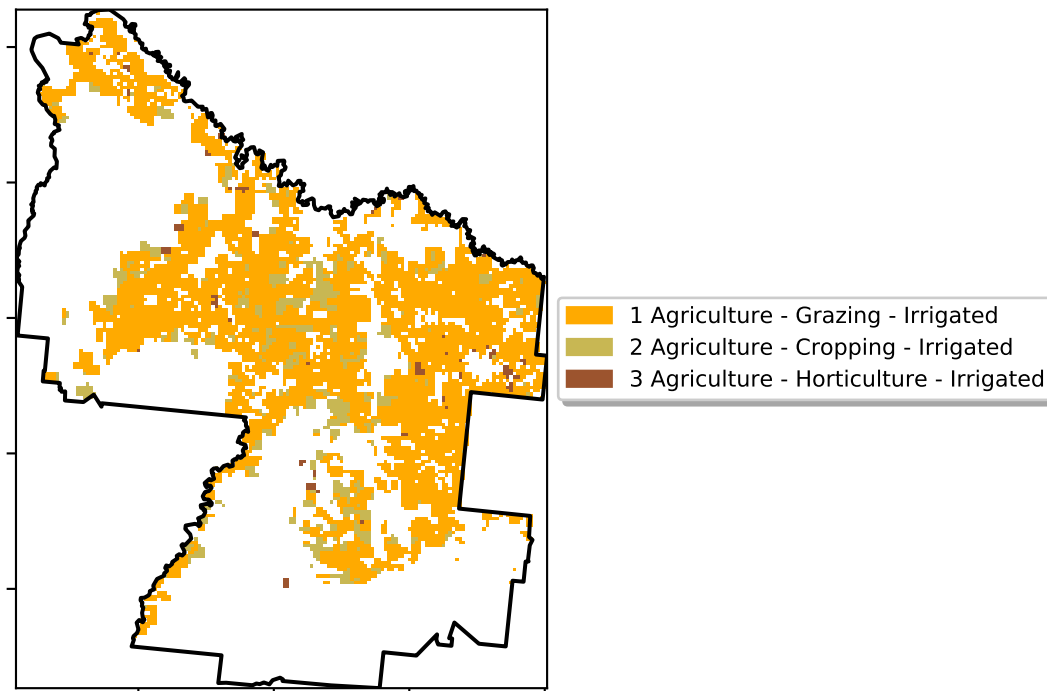 1 Agriculture - Grazing - Irrigated
2 Agriculture - Cropping - Irrigated
3 Agriculture - Horticulture - Irrigated